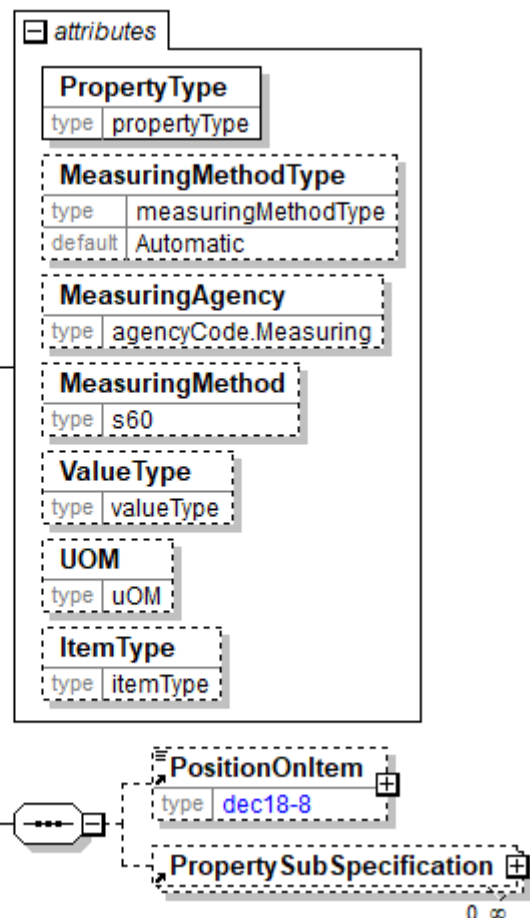 attributes
PropertyType
type propertyType
MeasuringMethodType
type measuringMethodType
default Automatic
MeasuringAgency
type agencyCode.Measuring
MeasuringMethod
type s60
ValueType
type valueType
UOM
type uOM
ItemType
type itemType
PositionOnItem
type dec18-8
PropertySubSpecification
0 ∞